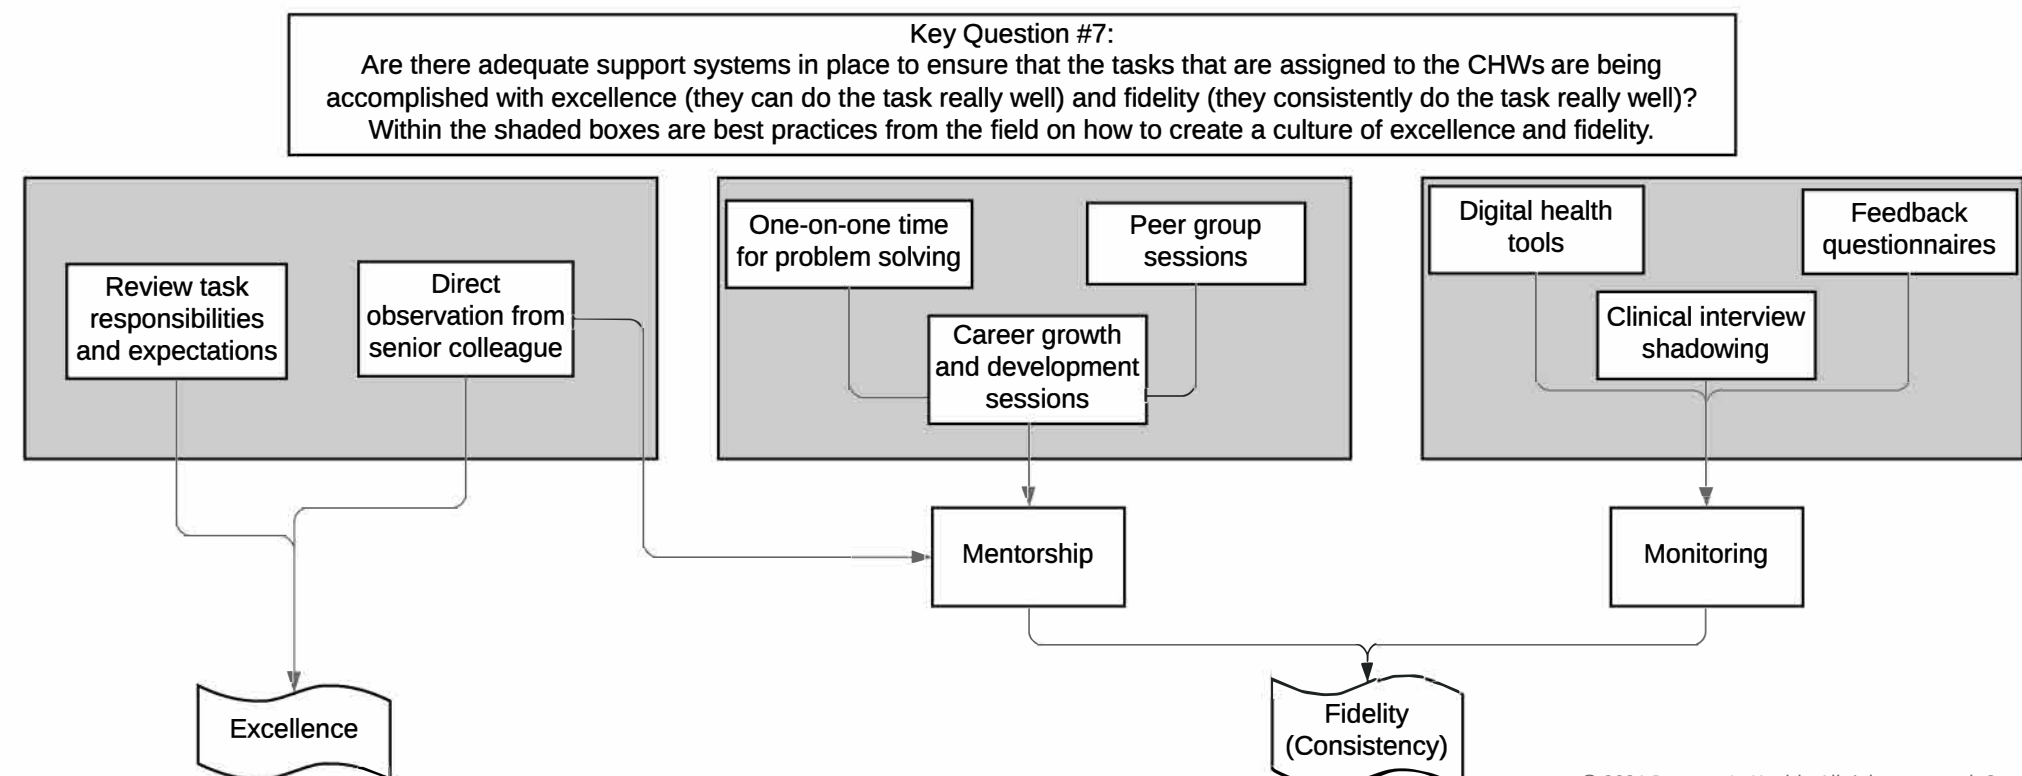 Key Question #7:
Are there adequate support systems in place to ensure that the tasks that are assigned to the CHWs are being
accomplished with excellence (they can do the task really well) and fidelity (they consistently do the task really well)?
Within the shaded boxes are best practices from the field on how to create a culture of excellence and fidelity.
Review task
responsibilities
and expectations
Direct
observation from
senior colleague
One-on-one time
for problem solving
Peer group
sessions
Career growth
and development
sessions
Digital health
tools
Feedback
questionnaires
Clinical interview
shadowing
Mentorship
Monitoring
Excellence
Fidelity
(Consistency)